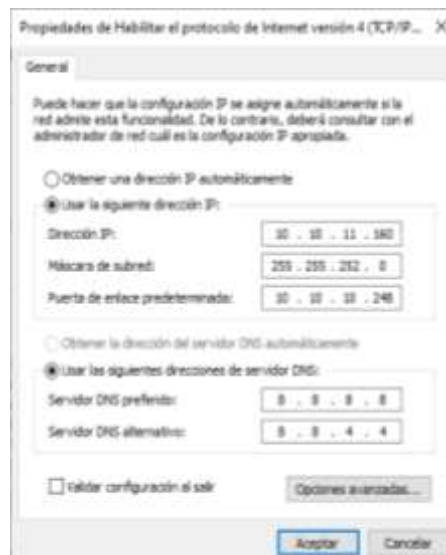 Propiedades de Habilitar el protocolo de Internet versión 4 (TCP/IP...
General
Puede hacer que la configuración IP se asigne automáticamente si la
red admite esta funcionalidad. De lo contrario, deberá consultar con el
administrador de red cuál es la configuración IP apropiada.
Obtener una dirección IP automáticamente
Usar la siguiente dirección IP:
Dirección IP: 10 . 10 . 11 . 160
Máscara de subred: 255 . 255 . 252 . 0
Puerta de enlace predeterminada: 10 . 10 . 10 . 248
Obtener la dirección del servidor DNS automáticamente
Usar las siguientes direcciones de servidor DNS:
Servidor DNS preferido: 8 . 8 . 8 . 8
Servidor DNS alternativo: 8 . 8 . 4 . 4
Validar configuración al salir Opciones avanzadas...
Aceptar Cancelar